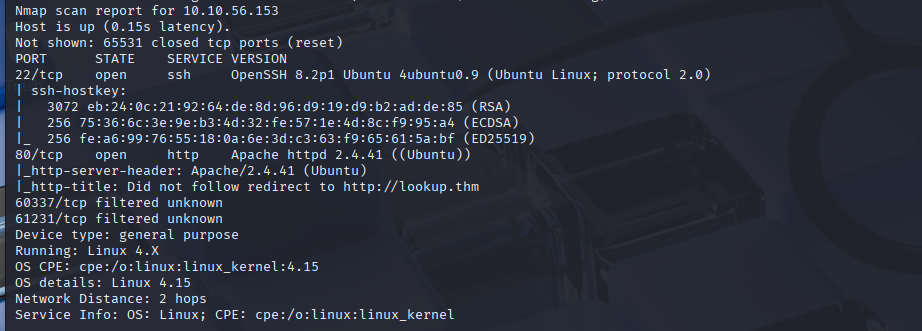 Nmap scan report for 10.10.56.153
Host is up (0.15s latency).
Not shown: 65531 closed tcp ports (reset)
PORT      STATE    SERVICE VERSION
22/tcp    open     ssh     OpenSSH 8.2p1 Ubuntu 4ubuntu0.9 (Ubuntu Linux; protocol 2.0)
| ssh-hostkey:
|   3072 eb:24:0c:21:92:64:de:8d:96:d9:19:d9:b2:ad:de:85 (RSA)
|   256 75:36:6c:3e:9e:b3:4d:32:fe:57:1e:4d:8c:f9:95:a4 (ECDSA)
|_  256 fe:a6:99:76:55:18:0a:6e:3d:c3:63:f9:65:61:5a:bf (ED25519)
80/tcp    open     http    Apache httpd 2.4.41 ((Ubuntu))
|_http-server-header: Apache/2.4.41 (Ubuntu)
|_http-title: Did not follow redirect to http://lookup.thm
60337/tcp filtered unknown
61231/tcp filtered unknown
Device type: general purpose
Running: Linux 4.X
OS CPE: cpe:/o:linux:linux_kernel:4.15
OS details: Linux 4.15
Network Distance: 2 hops
Service Info: OS: Linux; CPE: cpe:/o:linux:linux_kernel